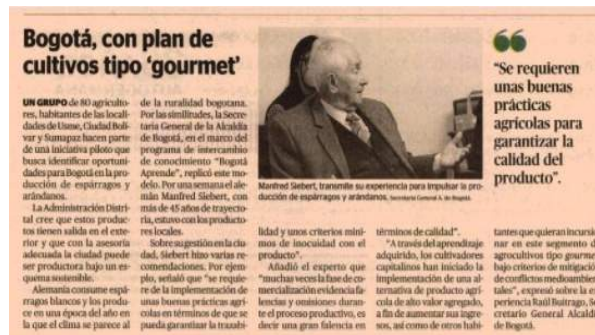 Bogotá, con plan de
cultivos tipo ‘gourmet’
UN GRUPO de 80 agriculto-
res, habitantes de las locali-
dades de Usme, Ciudad Bolí-
var y Sumapaz hacen parte
de una iniciativa piloto que
busca identificar oportuni-
dades para Bogotá en la pro-
ducción de espárragos y
arándanos.
La Administración Distri-
tal cree que estos produc-
tos tienen salida en el exte-
rior y que con la asesoría
adecuada la ciudad puede
ser productora bajo un es-
quema sostenible.
Alemania consume espá-
rragos blancos y los produ-
ce en una época del año en
la que el clima se parece al
de la ruralidad bogotana.
Por las similitudes, la Secre-
taría General de la Alcaldía
de Bogotá, en el marco del
programa de intercambio
de conocimiento “Bogotá
Aprende”, replicó este mo-
delo. Por una semana el ale-
mán Manfred Siebert, con
más de 45 años de trayecto-
ria, estuvo con los producto-
res locales.
Sobre su gestión en la ciu-
dad, Siebert hizo varias re-
comendaciones. Por ejem-
plo, señaló que “se requie-
re de la implementación de
unas buenas prácticas agrí-
colas en términos de que se
pueda garantizar la trazabi-
Manfred Siebert, transmite su experiencia para impulsar la pro-
ducción de espárragos y arándanos. Secretaría General A. de Bogotá.
lidad y unos criterios míni-
mos de inocuidad con el
producto”.
Añadió el experto que
“muchas veces la fase de co-
mercialización evidencia fa-
lencias y omisiones duran-
te el proceso productivo, es
decir una gran falencia en
términos de calidad”.
“A través del aprendizaje
adquirido, los cultivadores
capitalinos han iniciado la
implementación de una al-
ternativa de producto agrí-
cola de alto valor agregado,
a fin de aumentar sus ingre-
sos, así como de otros habi-
tantes que quieran incursio-
nar en este segmento de
agrocultivos tipo gourmet
bajo criterios de mitigación
de conflictos medioambien-
tales”, expresó sobre la ex-
periencia Raúl Buitrago, Se-
cretario General Alcaldía
de Bogotá.
“Se requieren
unas buenas
prácticas
agrícolas para
garantizar la
calidad del
producto”.